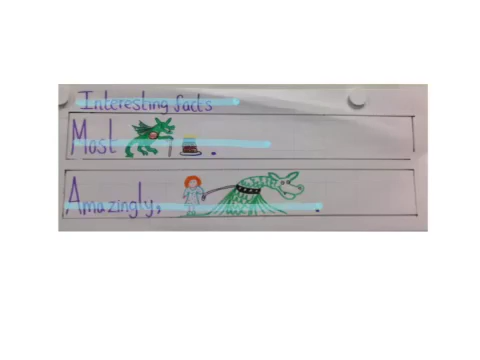 Interesting facts
Most .
Amazingly, .